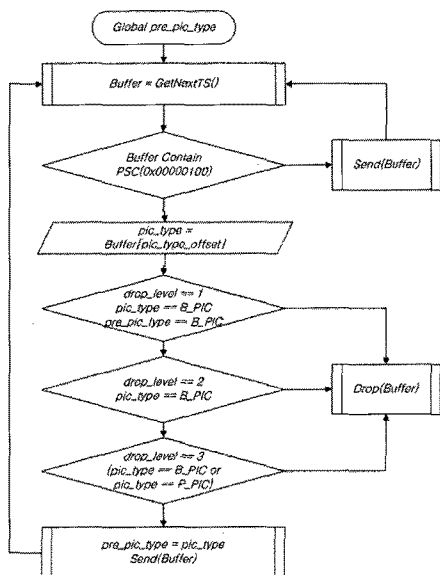 Global pre_pic_type
Buffer = GetNextTS()
Buffer Contain
PSC(0x00000100)
Send(Buffer)
pic_type =
Buffer[pic_type_offset]
drop_level == 1
pic_type == B_PIC
pre_pic_type == B_PIC
drop_level == 2
pic_type == B_PIC
Drop(Buffer)
drop_level == 3
(pic_type == B_PIC or
pic_type == P_PIC)
pre_pic_type = pic_type
Send(Buffer)